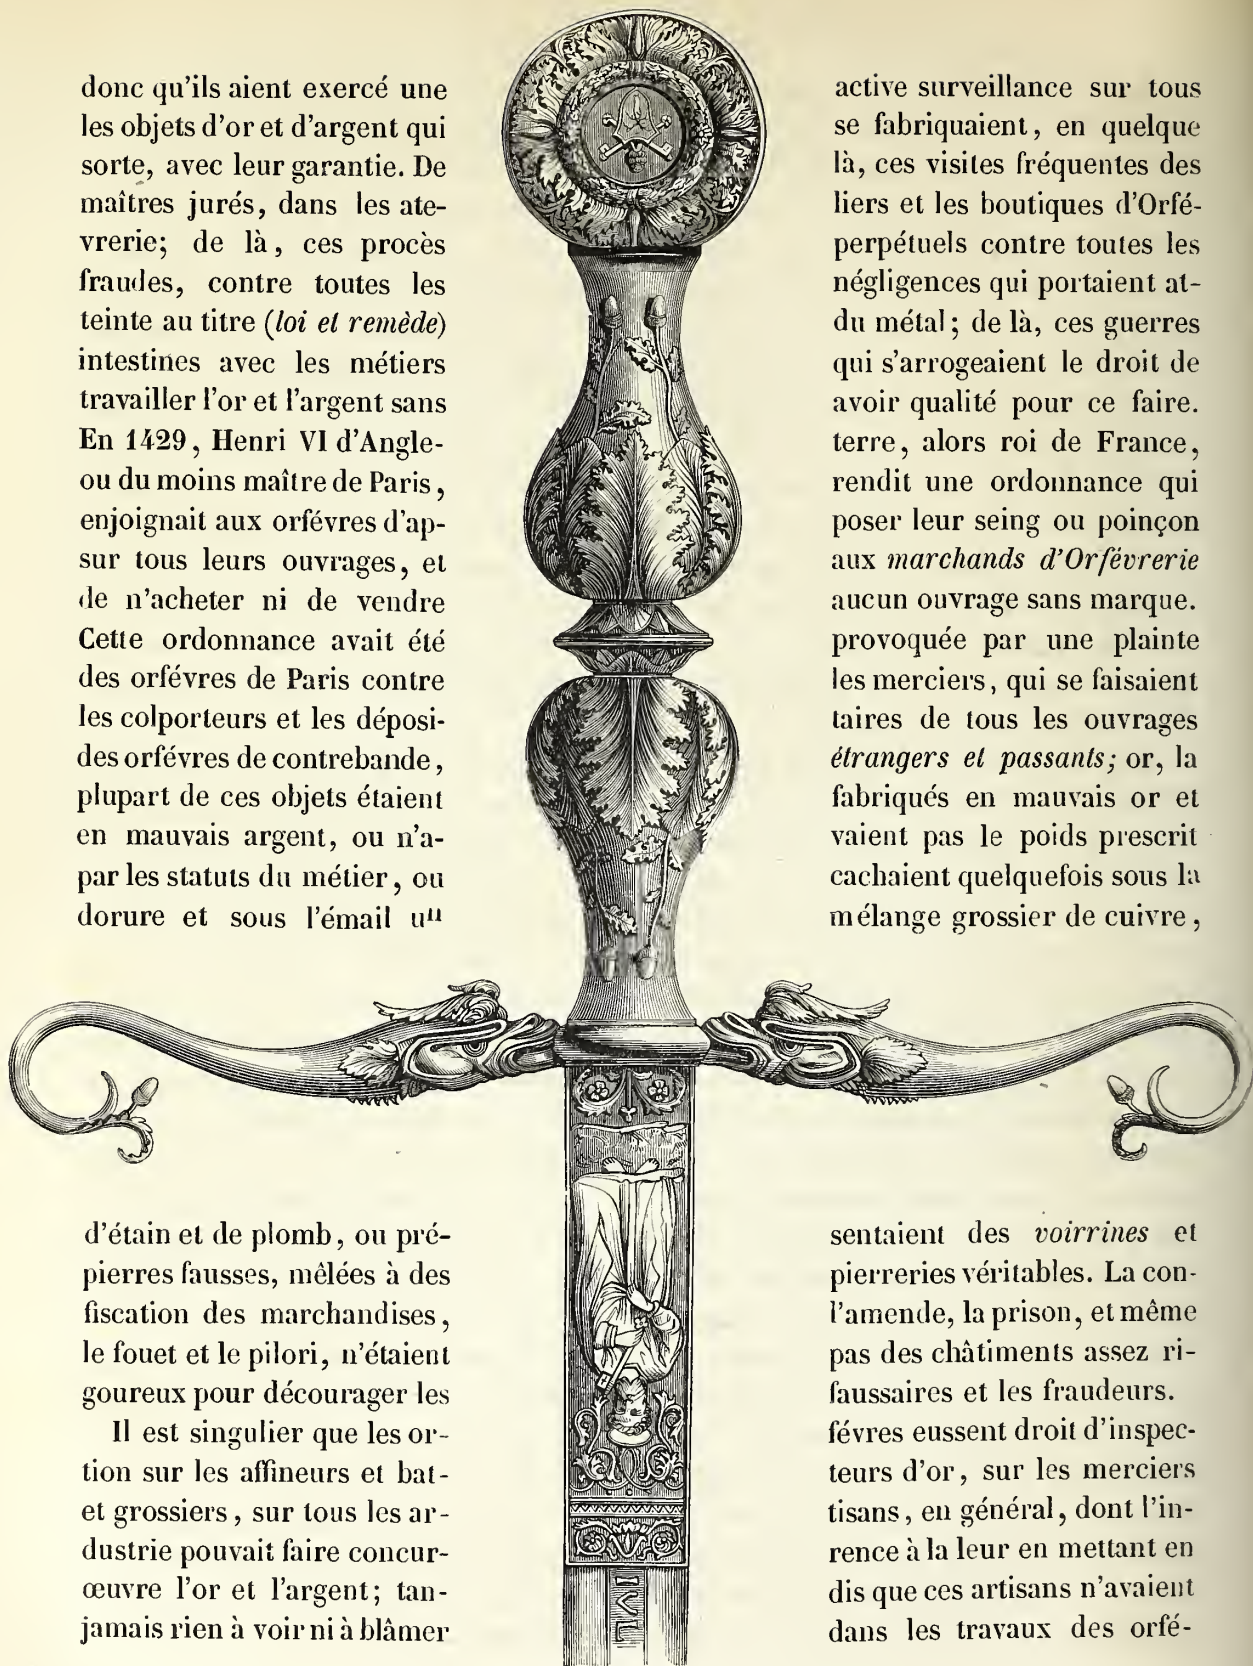 donc qu'ils aient exercé une active surveillance sur tous
les objets d'or et d'argent qui se fabriquaient, en quelque
sorte, avec leur garantie. De là, ces visites fréquentes des
maîtres jurés, dans les ate- liers et les boutiques d'Orfé-
vrerie; de là, ces procès perpétuels contre toutes les
fraudes, contre toutes les négligences qui portaient at-
teinte au titre (loi et remède) du métal; de là, ces guerres
intestines avec les métiers qui s'arrogeaient le droit de
travailler l'or et l'argent sans avoir qualité pour ce faire.
En 1429, Henri VI d'Angle- terre, alors roi de France,
ou du moins maître de Paris, rendit une ordonnance qui
enjoignait aux orfévres d'ap- poser leur seing ou poinçon
sur tous leurs ouvrages, et aux marchands d'Orfévrerie
de n'acheter ni de vendre aucun ouvrage sans marque.
Cette ordonnance avait été provoquée par une plainte
des orfévres de Paris contre les merciers, qui se faisaient
les colporteurs et les déposi- taires de tous les ouvrages
des orfévres de contrebande, étrangers et passants; or, la
plupart de ces objets étaient fabriqués en mauvais or et
en mauvais argent, ou n'a- vaient pas le poids prescrit
par les statuts du métier, ou cachaient quelquefois sous la
dorure et sous l'émail un mélange grossier de cuivre,
d'étain et de plomb, ou pré- sentaient des voirrines et
pierres fausses, mêlées à des pierreries véritables. La con-
fiscation des marchandises, l'amende, la prison, et même
le fouet et le pilori, n'étaient pas des châtiments assez ri-
goureux pour décourager les faussaires et les fraudeurs.
Il est singulier que les or- févres eussent droit d'inspec-
tion sur les affineurs et bat- teurs d'or, sur les merciers
et grossiers, sur tous les ar- tisans, en général, dont l'in-
dustrie pouvait faire concur- rence à la leur en mettant en
œuvre l'or et l'argent; tan- dis que ces artisans n'avaient
jamais rien à voir ni à blâmer dans les travaux des orfé-
IVL